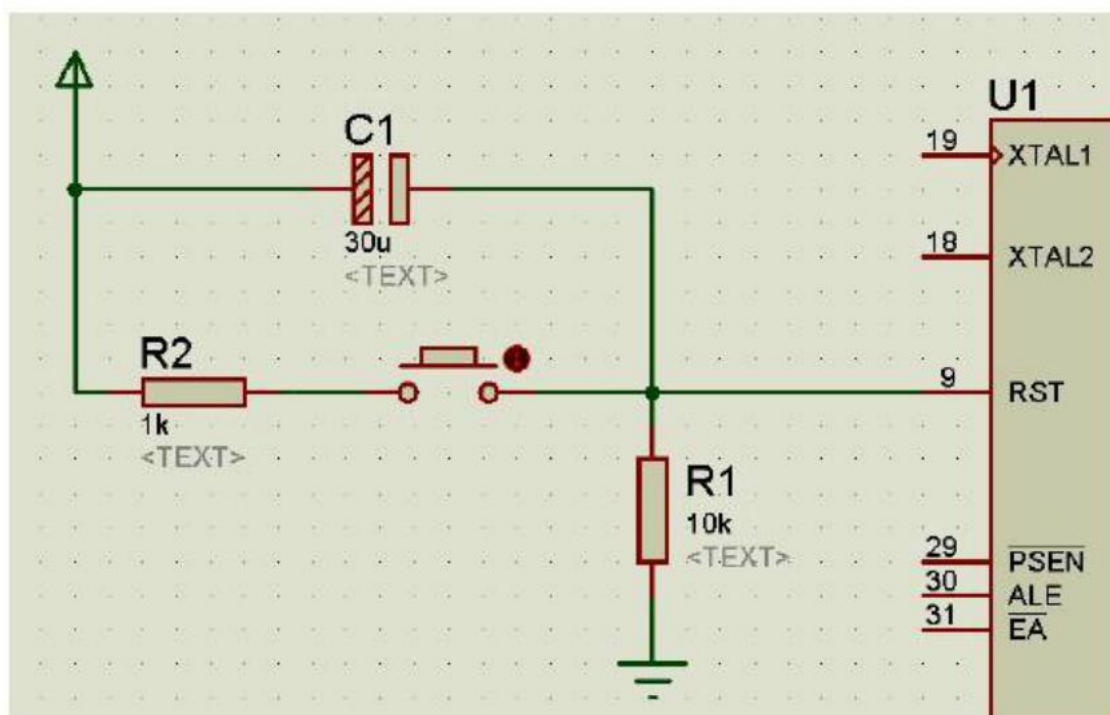 U1
C1
19
XTAL1
30u
<TEXT>
18
XTAL2
R2
1k
<TEXT>
9
RST
R1
10k
<TEXT>
29
PSEN
30
ALE
31
EA